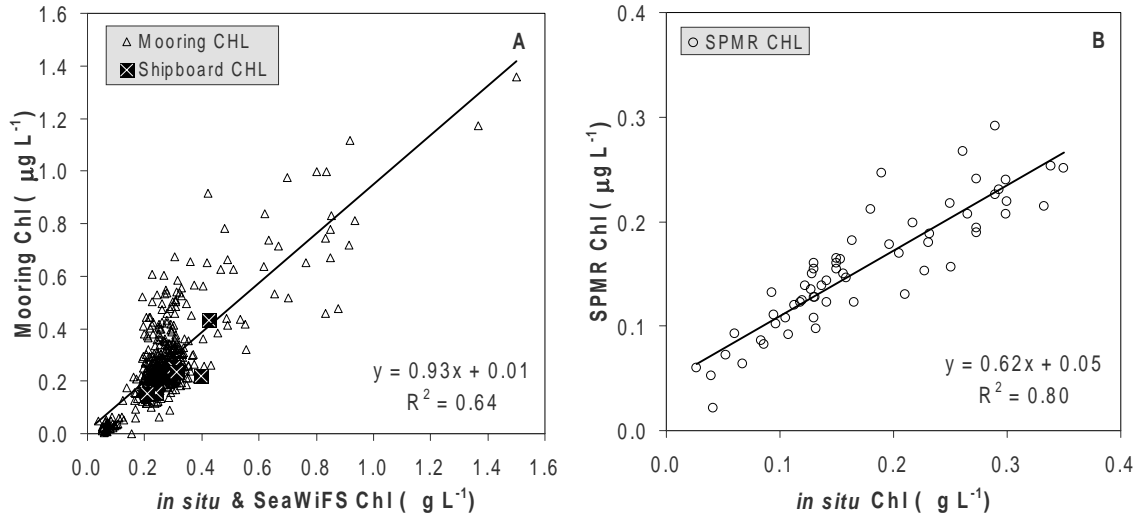 A
Mooring CHL
Shipboard CHL
Mooring Chl ( μg L-1)
1.6
1.4
1.2
1.0
0.8
0.6
0.4
0.2
0.0
y = 0.93x + 0.01
R2 = 0.64
0.0 0.2 0.4 0.6 0.8 1.0 1.2 1.4 1.6
in situ & SeaWiFS Chl ( g L-1)
B
SPMR CHL
SPMR Chl ( μg L-1)
0.4
0.3
0.2
0.1
0.0
y = 0.62x + 0.05
R2 = 0.80
0.0 0.1 0.2 0.3 0.4
in situ Chl ( g L-1)